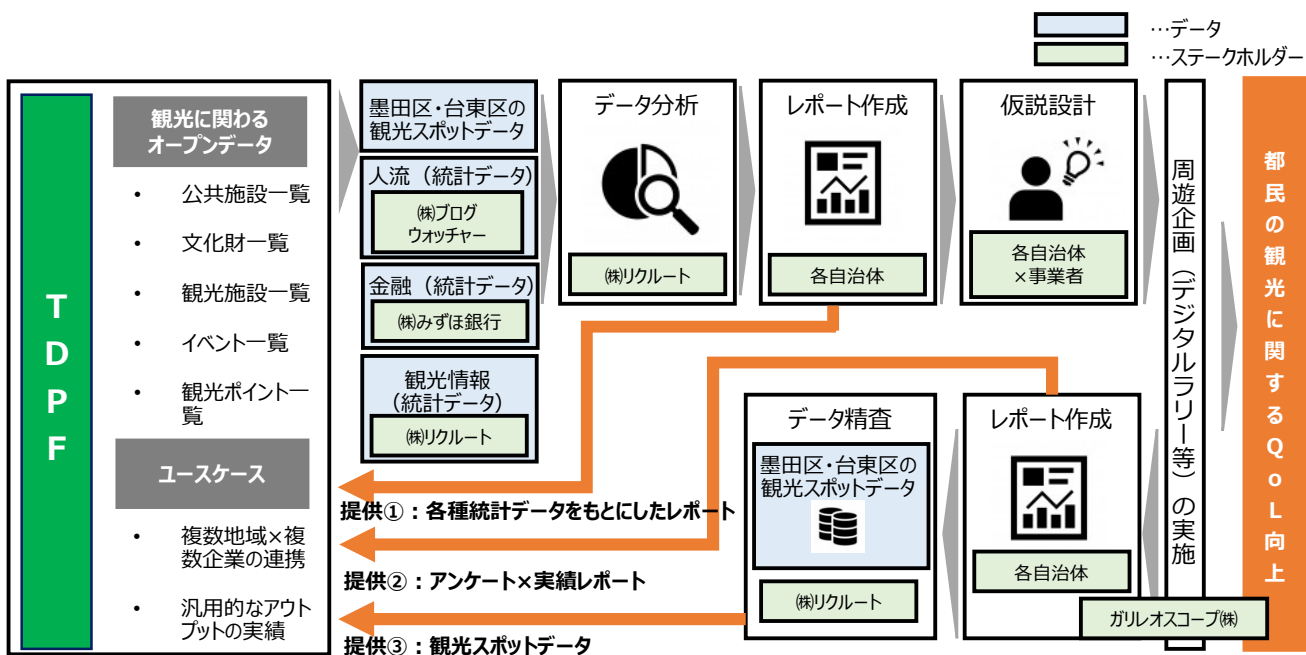 …データ
…ステークホルダー
TDPF
観光に関わる
オープンデータ
• 公共施設一覧
• 文化財一覧
• 観光施設一覧
• イベント一覧
• 観光ポイント一
覧
ユースケース
• 複数地域×複
数企業の連携
• 汎用的なアウト
プットの実績
墨田区・台東区の
観光スポットデータ
人流（統計データ）
㈱ブログ
ウォッチャー
金融（統計データ）
㈱みずほ銀行
観光情報
（統計データ）
㈱リクルート
データ分析
㈱リクルート
レポート作成
各自治体
仮説設計
各自治体
×事業者
周遊企画（デジタルラリー等）の実施
都民の観光に関するQoL向上
データ精査
墨田区・台東区の
観光スポットデータ
㈱リクルート
レポート作成
各自治体
ガリレオスコープ㈱
提供①：各種統計データをもとにしたレポート
提供②：アンケート×実績レポート
提供③：観光スポットデータ